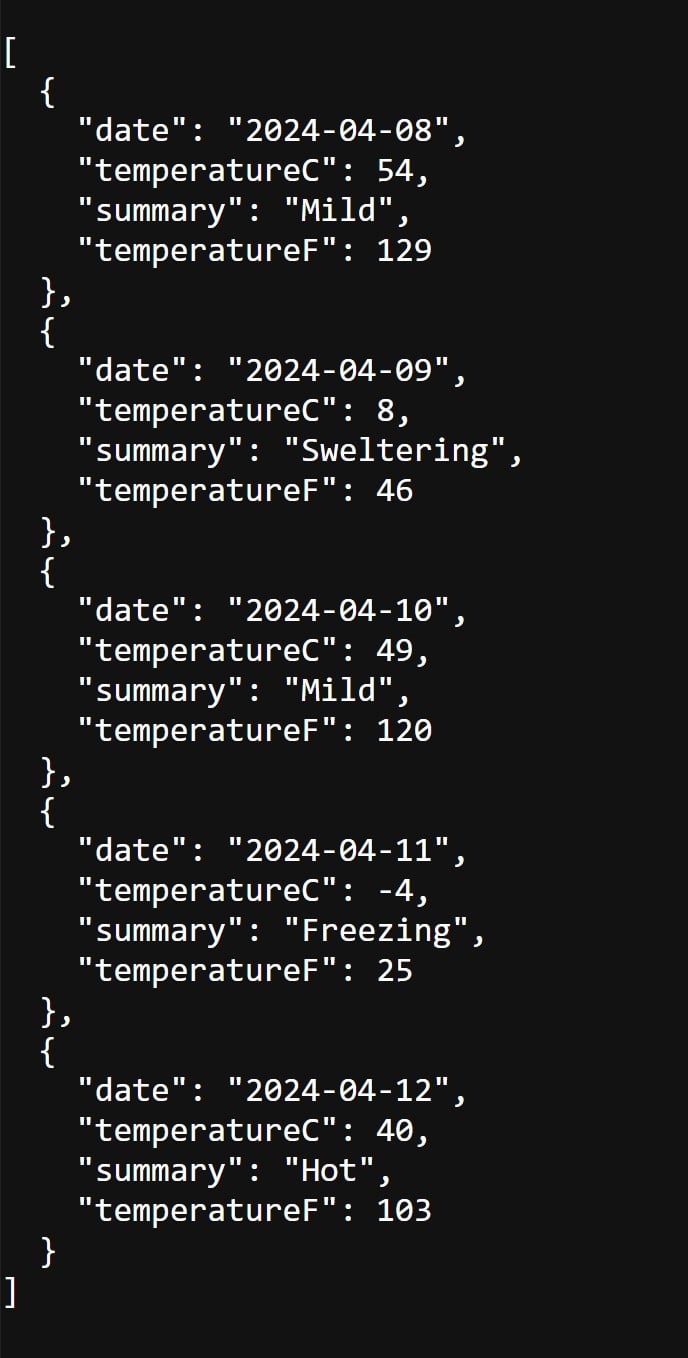 [
  {
    "date": "2024-04-08",
    "temperatureC": 54,
    "summary": "Mild",
    "temperatureF": 129
  },
  {
    "date": "2024-04-09",
    "temperatureC": 8,
    "summary": "Sweltering",
    "temperatureF": 46
  },
  {
    "date": "2024-04-10",
    "temperatureC": 49,
    "summary": "Mild",
    "temperatureF": 120
  },
  {
    "date": "2024-04-11",
    "temperatureC": -4,
    "summary": "Freezing",
    "temperatureF": 25
  },
  {
    "date": "2024-04-12",
    "temperatureC": 40,
    "summary": "Hot",
    "temperatureF": 103
  }
]